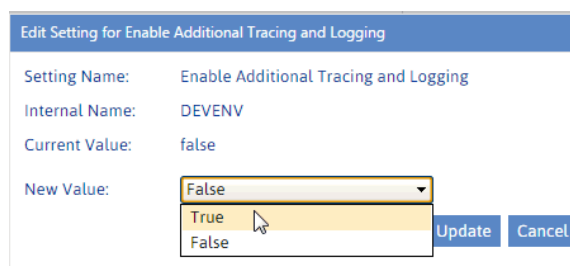 Edit Setting for Enable Additional Tracing and Logging
Setting Name: Enable Additional Tracing and Logging
Internal Name: DEVENV
Current Value: false
New Value: False
True
False
Update Cancel